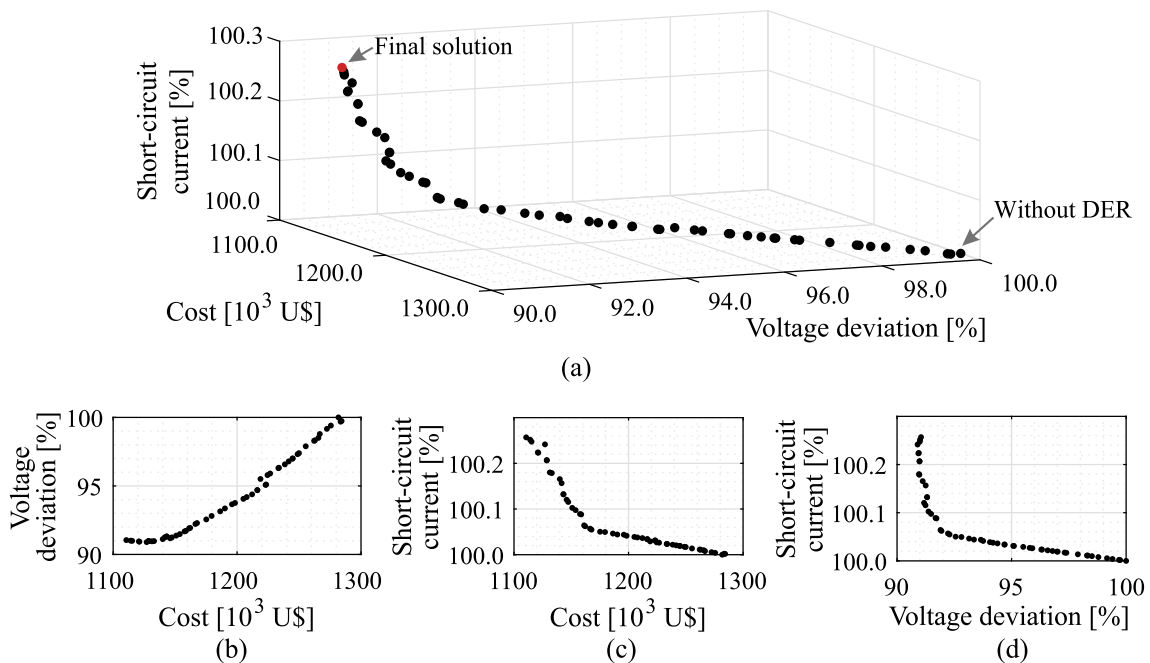 100.3
Final solution
Short-circuit
current [%]
100.2
100.1
100.0
Without DER
1100.0
1200.0
1300.0
90.0
92.0
94.0
96.0
98.0
100.0
Cost [10³ U$]
Voltage deviation [%]
(a)
Voltage
deviation [%]
100
95
90
1100
1200
1300
Cost [10³ U$]
(b)
Short-circuit
current [%]
100.2
100.1
100.0
1100
1200
1300
Cost [10³ U$]
(c)
Short-circuit
current [%]
100.2
100.1
100.0
90
95
100
Voltage deviation [%]
(d)